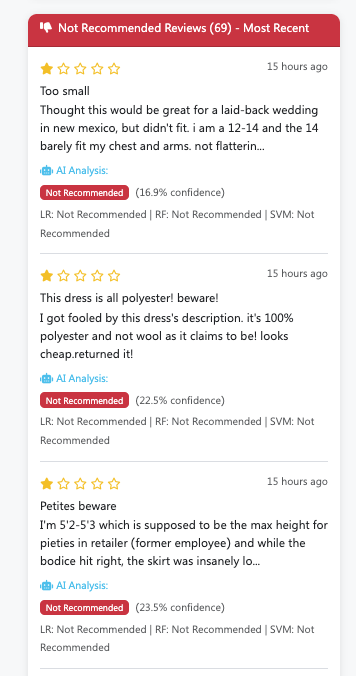 Not Recommended Reviews (69) - Most Recent
15 hours ago
Too small
Thought this would be great for a laid-back wedding
in new mexico, but didn't fit. i am a 12-14 and the 14
barely fit my chest and arms. not flatterin...
AI Analysis:
Not Recommended (16.9% confidence)
LR: Not Recommended | RF: Not Recommended | SVM: Not
Recommended
15 hours ago
This dress is all polyester! beware!
I got fooled by this dress's description. it's 100%
polyester and not wool as it claims to be! looks
cheap.returned it!
AI Analysis:
Not Recommended (22.5% confidence)
LR: Not Recommended | RF: Not Recommended | SVM: Not
Recommended
15 hours ago
Petites beware
I'm 5'2-5'3 which is supposed to be the max height for
pieties in retailer (former employee) and while the
bodice hit right, the skirt was insanely lo...
AI Analysis:
Not Recommended (23.5% confidence)
LR: Not Recommended | RF: Not Recommended | SVM: Not
Recommended